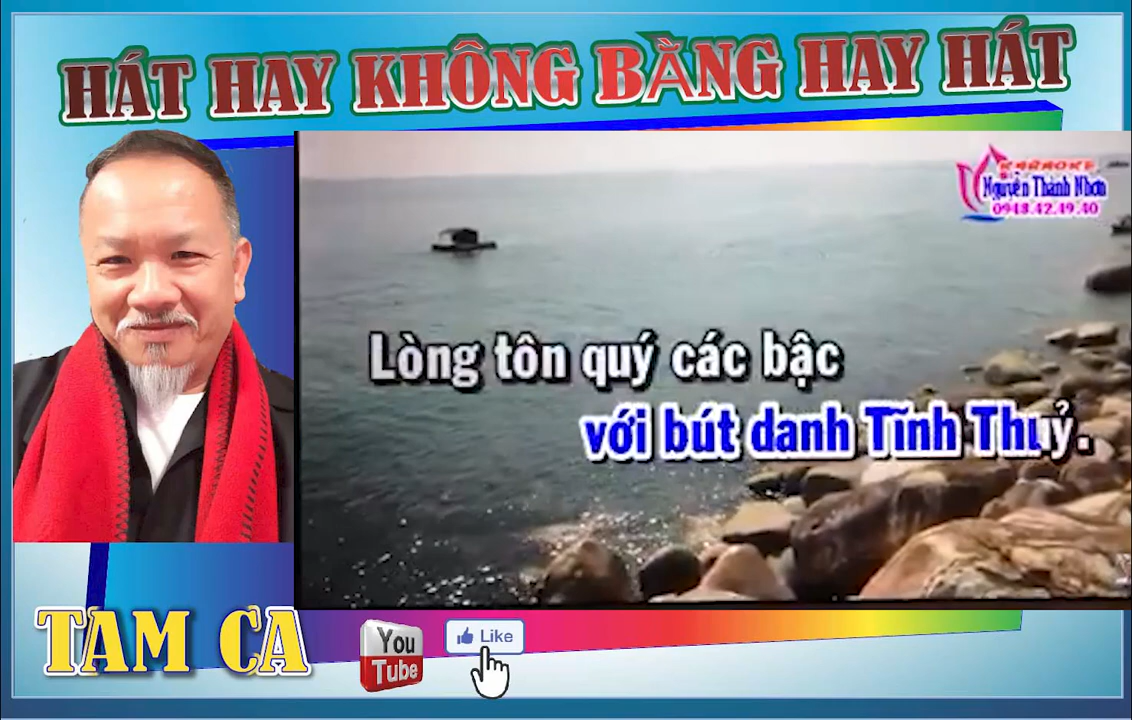 HÁT HAY KHÔNG BẰNG HAY HÁT
KARAOKE
Nguyễn Thành Nhơn
0948.42.49.40
Lòng tôn quý các bậc
với bút danh Tĩnh Thuỷ.
TAM CA
You
Tube
Like